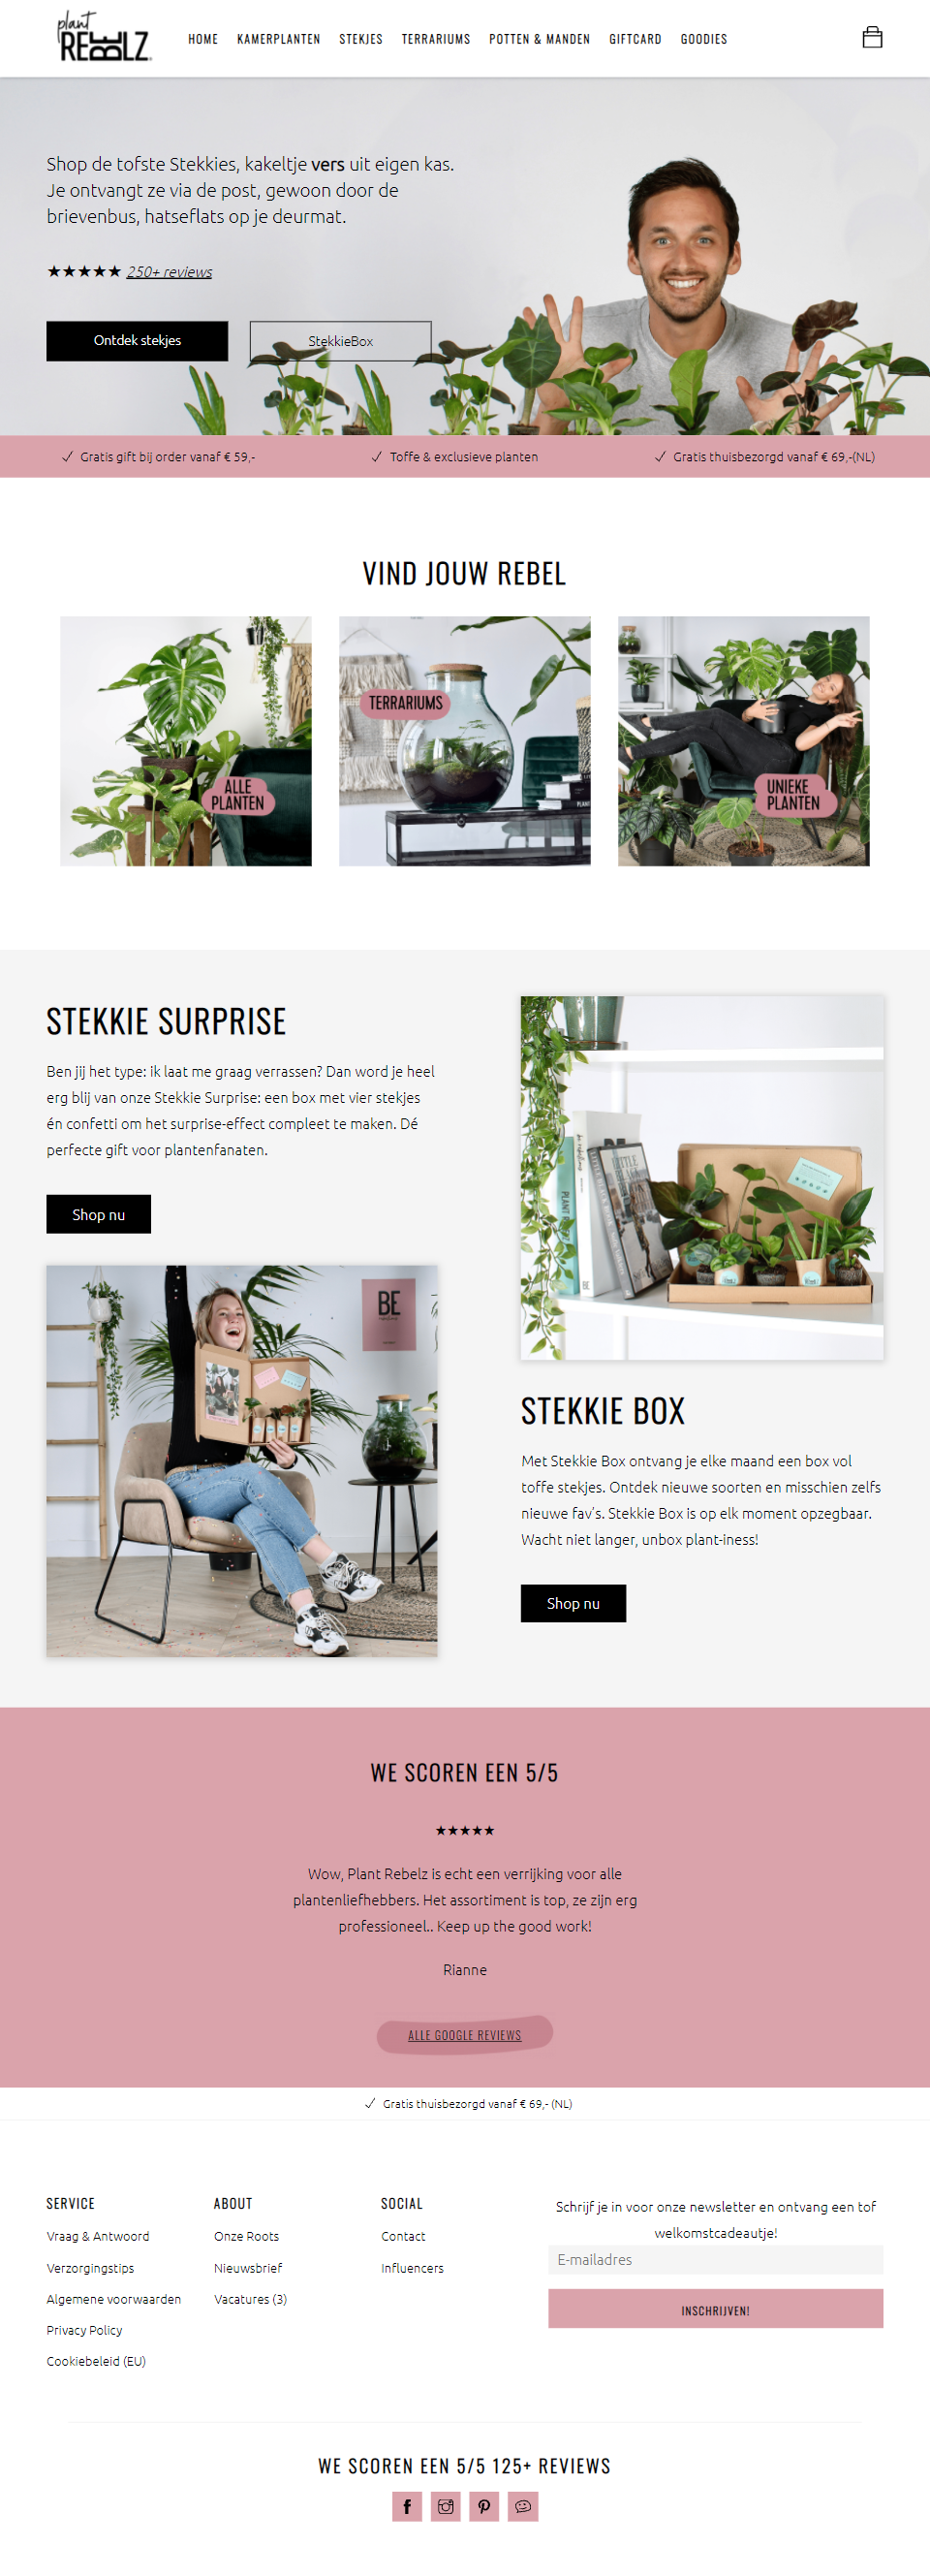 plant
REBELZ
HOME KAMERPLANTEN STEKJES TERRARIUMS POTTEN & MANDEN GIFTCARD GOODIES
Shop de tofste Stekkies, kakeltje vers uit eigen kas.
Je ontvangt ze via de post, gewoon door de
brievenbus, hatseflats op je deurmat.
★★★★★ 250+ reviews
Ontdek stekjes
StekkieBox
✓ Gratis gift bij order vanaf € 59,-
✓ Toffe & exclusieve planten
✓ Gratis thuisbezorgd vanaf € 69,-(NL)
VIND JOUW REBEL
ALLE
PLANTEN
TERRARIUMS
UNIEKE
PLANTEN
STEKKIE SURPRISE
Ben jij het type: ik laat me graag verrassen? Dan word je heel
erg blij van onze Stekkie Surprise: een box met vier stekjes
én confetti om het surprise-effect compleet te maken. Dé
perfecte gift voor plantenfanaten.
Shop nu
BE
STEKKIE BOX
Met Stekkie Box ontvang je elke maand een box vol
toffe stekjes. Ontdek nieuwe soorten en misschien zelfs
nieuwe fav's. Stekkie Box is op elk moment opzegbaar.
Wacht niet langer, unbox plant-iness!
Shop nu
WE SCOREN EEN 5/5
★★★★★
Wow, Plant Rebelz is echt een verrijking voor alle
plantenliefhebbers. Het assortiment is top, ze zijn erg
professioneel.. Keep up the good work!
Rianne
ALLE GOOGLE REVIEWS
✓ Gratis thuisbezorgd vanaf € 69,- (NL)
SERVICE
Vraag & Antwoord
Verzorgingstips
Algemene voorwaarden
Privacy Policy
Cookiebeleid (EU)
ABOUT
Onze Roots
Nieuwsbrief
Vacatures (3)
SOCIAL
Contact
Influencers
Schrijf je in voor onze newsletter en ontvang een tof
welkomstcadeautje!
E-mailadres
INSCHRIJVEN!
WE SCOREN EEN 5/5 125+ REVIEWS